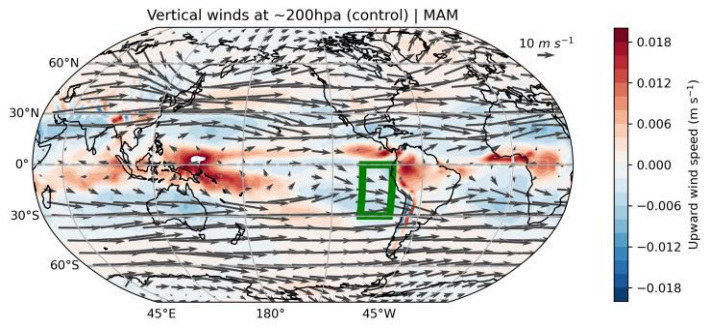 Vertical winds at ~200hpa (control) | MAM
10 m s⁻¹
60°N
30°N
0°
30°S
60°S
45°E
180°
45°W
0.018
0.012
0.006
0.000
−0.006
−0.012
−0.018
Upward wind speed (m s⁻¹)